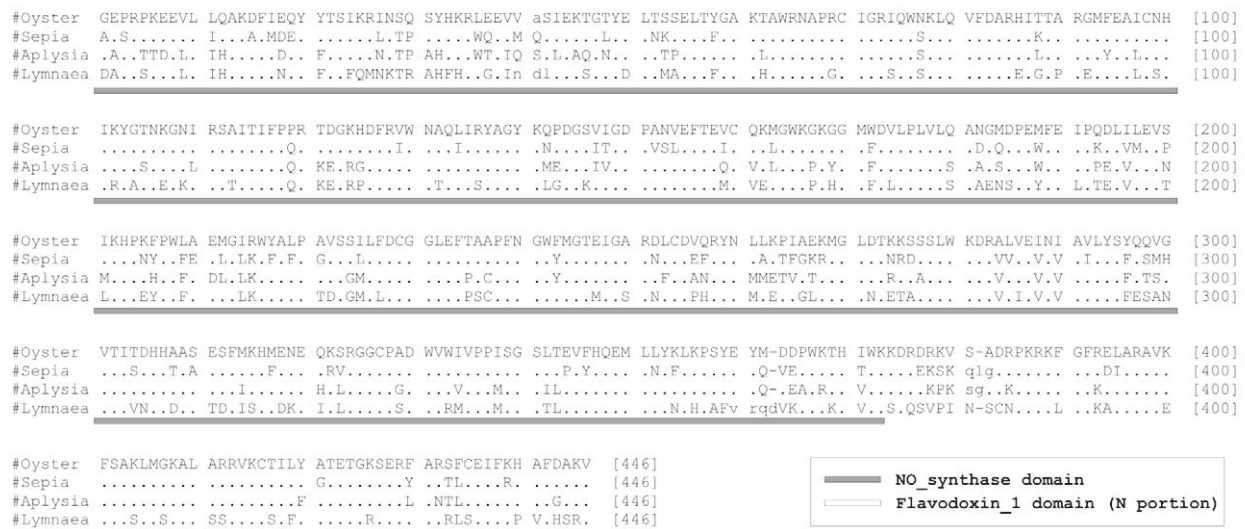 #Oyster GEPRPKEEVL LQAKDFIEQY YTSIKRINSQ SYHKRLEEVV aSIEKTGTYE LTSSELTYGA KTAWRNAPRC IGRIQWNKLQ VFDARHITTA RGMFEAICNH [100]
#Sepia A.S....... I...A.MDE. ......L.TP ...WQ..M Q.......L. .NK....F.. .......... ......S... .....K.... .......... [100]
#Aplysia .A..TTD.L. IH.....D.. F.....N.TP AH...WT.IQ S.L.AQ.N.. ..TP...... ..L....... ......S... ......L... ...Y..L... [100]
#Lymnaea DA..S...L. IH.....N.. F..FQMNKTR AHFH..G.In dl...S...D ..MA...F.. .H.......G. ......S... ....E.G.P .E....L.S. [100]
#Oyster IKYGTNKGNI RSAITIFPPR TDGKHDFRVW NAQLIRYAGY KQPDGSVIGD PANVEFTEVC QKMGWKGKGG MWDVLPLVLQ ANGMDPEMFE IPQDLILEVS [200]
#Sepia .......... ........Q. .......I.. ...I...... .N....IT.. .VSL....I. ..L....... .F........ .D.Q...W.. ..K..VM..P [200]
#Aplysia ....S....L ........Q. KE.RG..... .......... .ME...IV.. ........Q. V.L...P.Y. .F.......S .A.S...W.. ..PE.V...N [200]
#Lymnaea .R.A..E.K. ..T.....Q. KE.RP..... .T...S.... .LG..K.... ........M. VE....P.H. .F.L.....S .AENS..Y.. L.TE.V...T [200]
#Oyster IKHPKFPWLA EMGIRWYALP AVSSILFDCG GLEFTAAPFN GWFMGTEIGA RDLCDVQRYN LLKPIAEKMG LDTKKSSSLW KDRALVEINI AVLYSYQQVG [300]
#Sepia ....NY..FE .L.LK.F.F. G...L..... .......... ...Y...... .N...EF... .A.TFGKR.. ..NRD..... ...VV..V.V .I...F.SMH [300]
#Aplysia M....H..F. DL.LK..... ...GM..... ....P.C... ...Y...... ..F..AN... MMETV.T... ...R..A... ...V..V.V .....F.TS. [300]
#Lymnaea L...EY..F. ...LK..... TD.GM.L... ....PSC... ......M..S .N...PH... M.E..GL... .N.ETA.... ...V.I.V.V .....FESAN [300]
#Oyster VTITDHHAAS ESFMKHMENE QKSRGGCPAD WVWIVPPISG SLTEVFHQEM LLYKLKPSYE YM-DDPWKTH IWKKDRDRKV S-ADRPKRKF GFRELARAVK [400]
#Sepia ...S...T.A ......F... .RV....... .......... .....P.Y.. ..N.F..... .Q-VE..... T.....EKSK qlg....... ...DI..... [400]
#Aplysia .......... ....I..... H.L.....G. ..V...M... IL........ .......... .Q-.EA.R.. V......KPK sg..K..... ..K....... [400]
#Lymnaea ...VN..D.. TD.IS..DK. I.L.....S. ..RM...M.. .TL....... ..N.H.AFv rqdVK...K. V..S.QSVPI N-SCN....L ..KA.....E [400]
#Oyster FSAKLMGKAL ARRVKCTILY ATETGKSERF ARSFCEIFKH AFDAKV [446]
#Sepia .......... .......... G........Y ..TL....R. ...... [446]
#Aplysia .......... .........F .........L .NTL...... ...G.. [446]
#Lymnaea ...S..S... SS.....S.F. .....R.... ..RLS....P V.HSR. [446]
NO_synthase domain
Flavodoxin_1 domain (N portion)